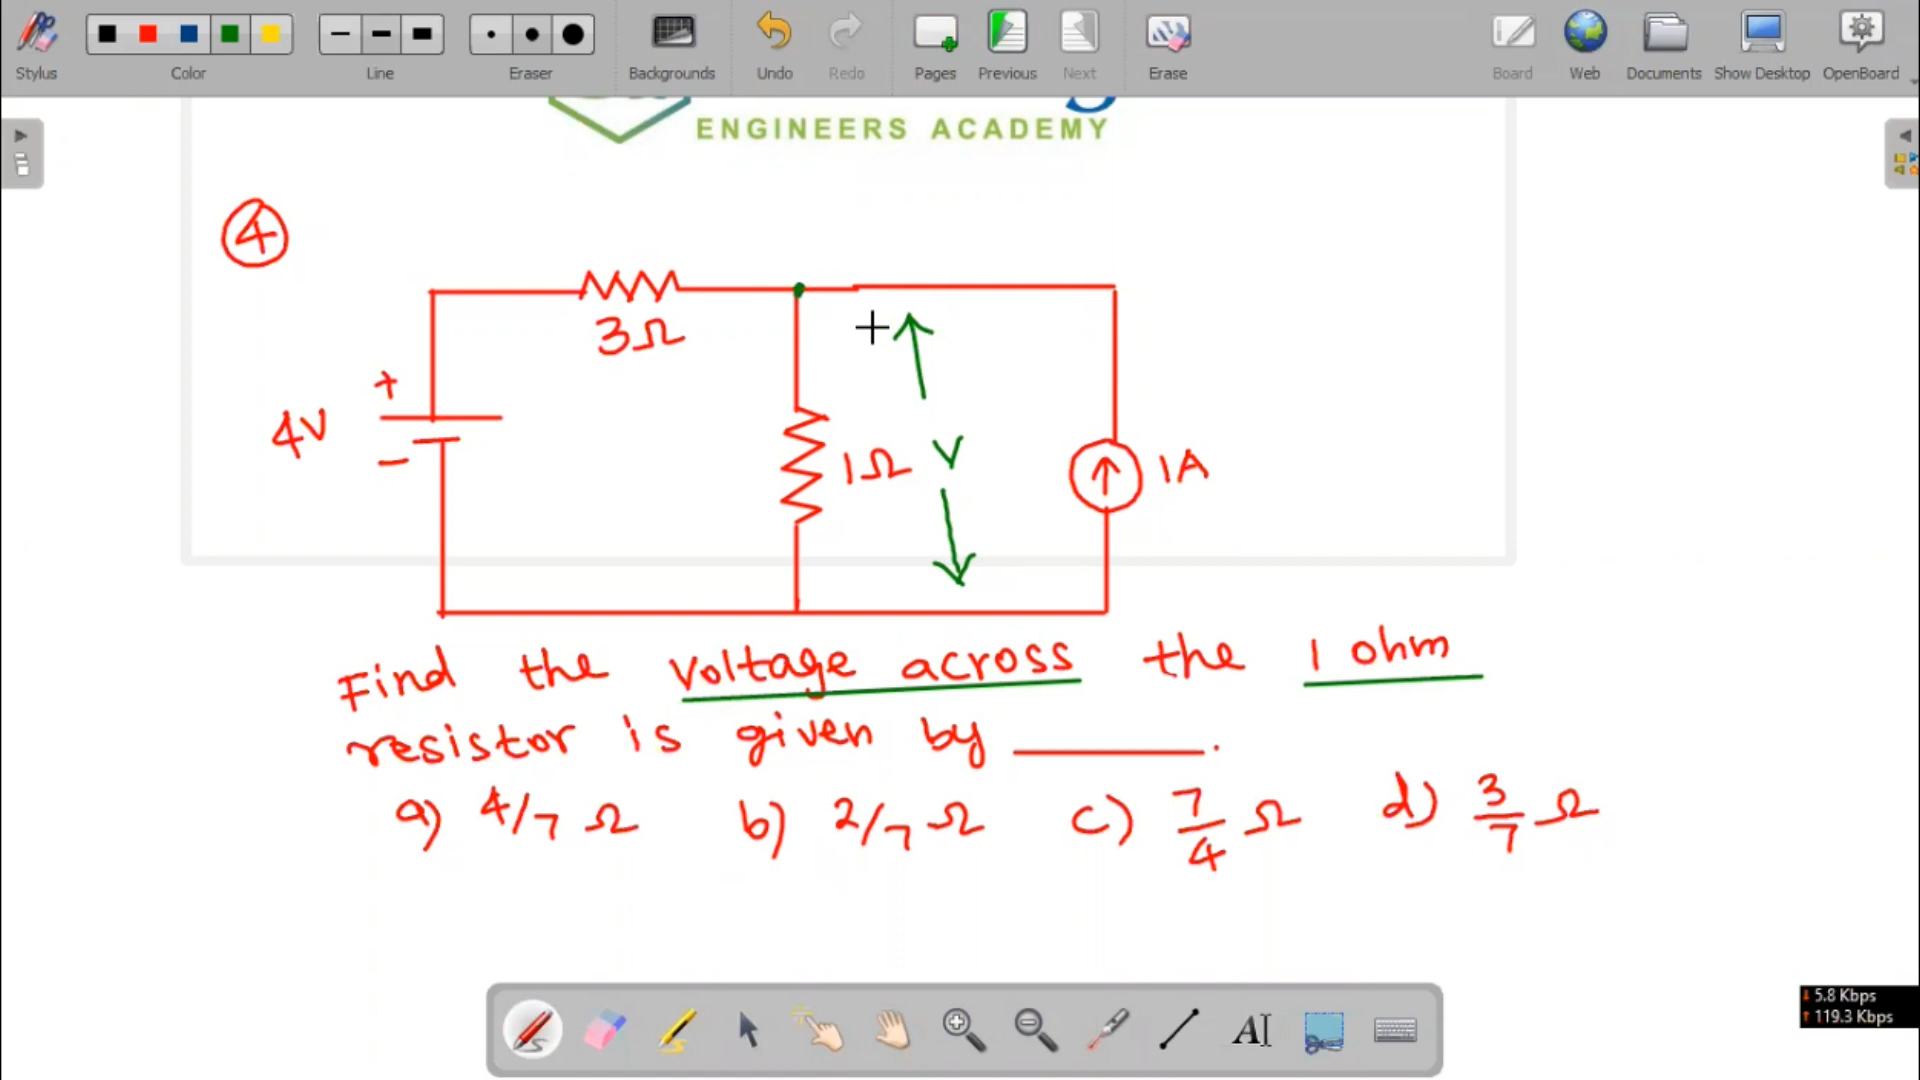 Stylus Color Line Eraser Backgrounds Undo Redo Pages Previous Next Erase Board Web Documents Show Desktop OpenBoard
ENGINEERS ACADEMY
4
3Ω
+
4V
-
1Ω
V
1A
Find the voltage across the 1 ohm
resistor is given by ______.
a) 4/7 Ω b) 2/7 Ω c) 7/4 Ω d) 3/7 Ω
5.8 Kbps
119.3 Kbps